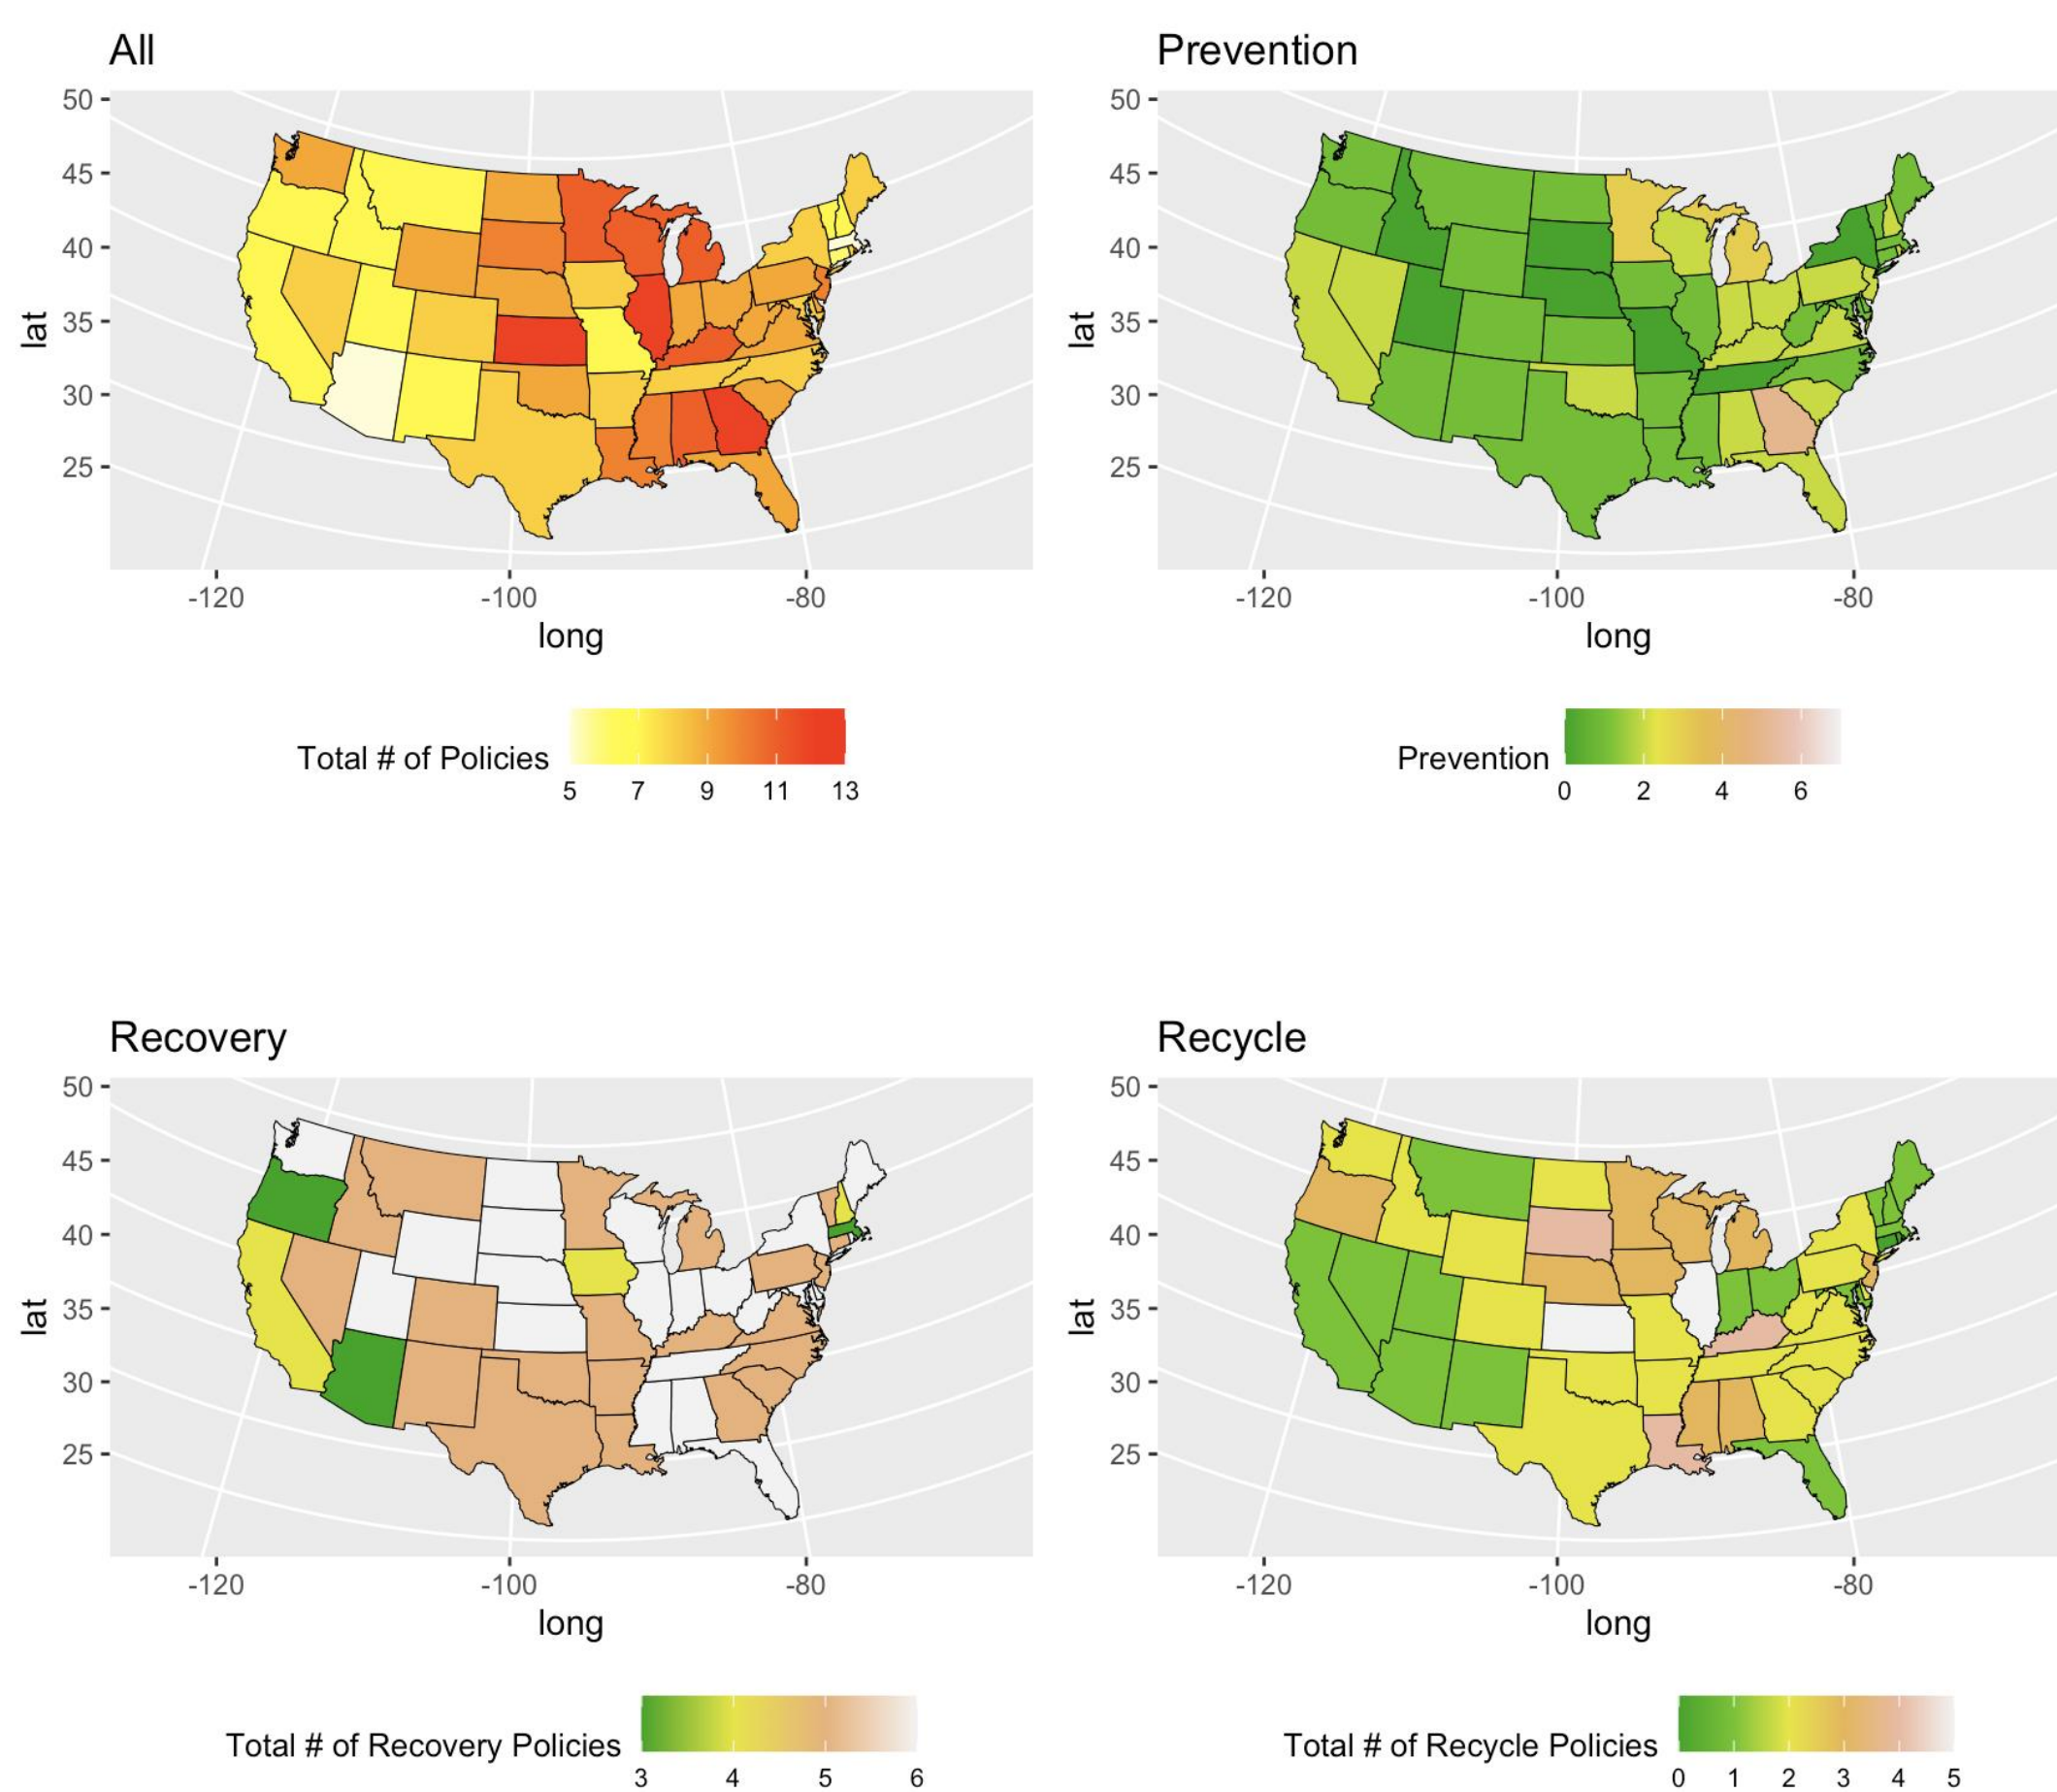 All
Prevention
50
45
40
35
30
25
lat
-120
-100
-80
long
50
45
40
35
30
25
lat
-120
-100
-80
long
Total # of Policies
5 7 9 11 13
Prevention
0 2 4 6
Recovery
Recycle
50
45
40
35
30
25
lat
-120
-100
-80
long
50
45
40
35
30
25
lat
-120
-100
-80
long
Total # of Recovery Policies
3 4 5 6
Total # of Recycle Policies
0 1 2 3 4 5